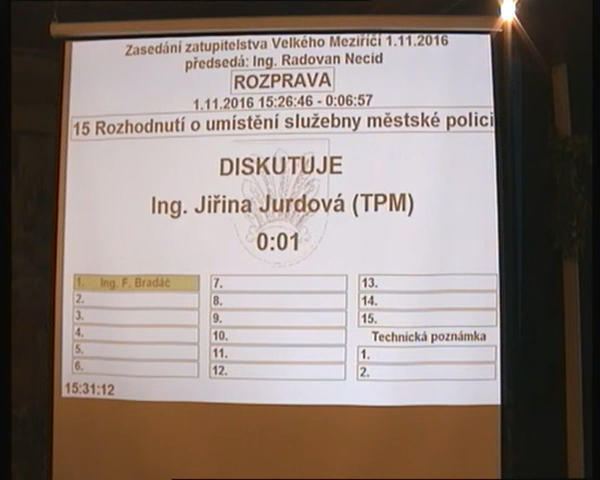 Zasedání zatupitelstva Velkého Meziříčí 1.11.2016
předsedá: Ing. Radovan Necid
ROZPRAVA
1.11.2016 15:26:46 - 0:06:57
15 Rozhodnutí o umístění služebny městské polici
DISKUTUJE
Ing. Jiřina Jurdová (TPM)
0:01
1. Ing. F. Bradáč
2.
3.
4.
5.
6.
7.
8.
9.
10.
11.
12.
13.
14.
15.
Technická poznámka
1.
2.
15:31:12